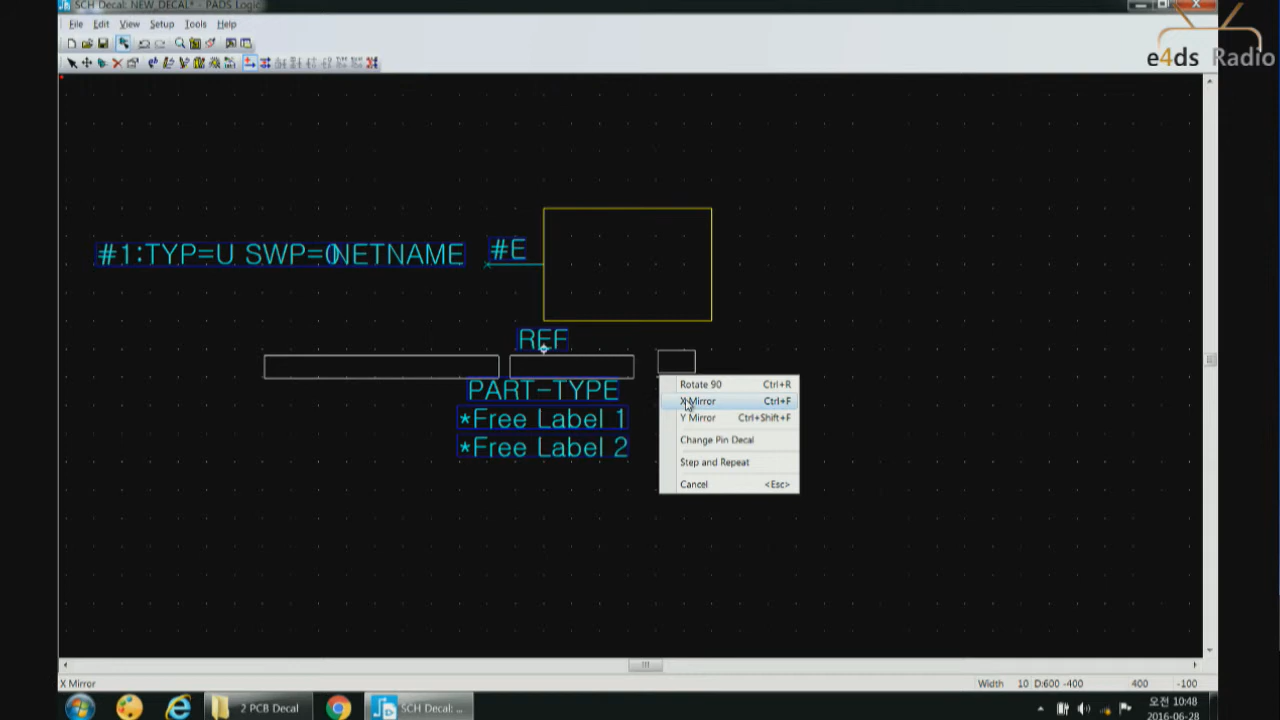 SCH Decal: NEW_DECAL* - PADS Logic
File Edit View Setup Tools Help
e4ds Radio
#1:TYP=U SWP=0NETNAME #E
REF
PART-TYPE
*Free Label 1
*Free Label 2
Rotate 90 Ctrl+R
X Mirror Ctrl+F
Y Mirror Ctrl+Shift+F
Change Pin Decal
Step and Repeat
Cancel <Esc>
X Mirror Width 10 D:600 -400 400 -100
2 PCB Decal SCH Decal: ...
오전 10:48
2016-06-28